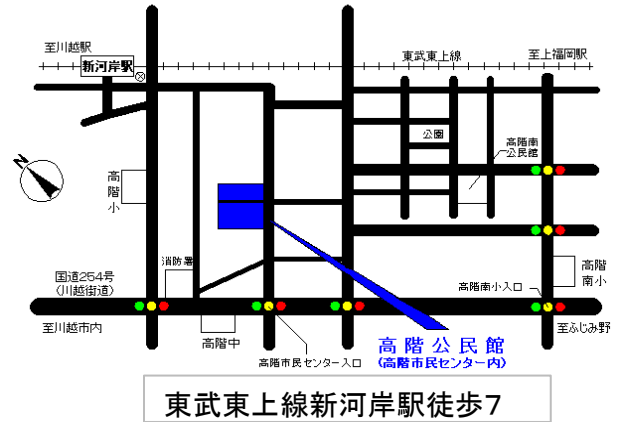 至川越駅
新河岸駅
東武東上線
至上福岡駅
公園
高階南
公民館
N
高階小
消防署
国道254号
(川越街道)
高階南小
高階南小入口
至川越市内
高階中
高階市民センター入口
高階公民館
(高階市民センター内)
至ふじみ野
東武東上線新河岸駅徒歩7